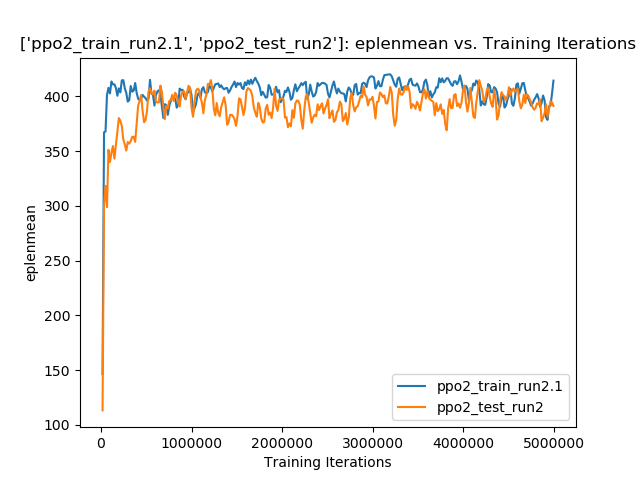 ['ppo2_train_run2.1', 'ppo2_test_run2']: eplenmean vs. Training Iterations
400
350
300
250
200
150
100
eplenmean
ppo2_train_run2.1
ppo2_test_run2
0 1000000 2000000 3000000 4000000 5000000
Training Iterations